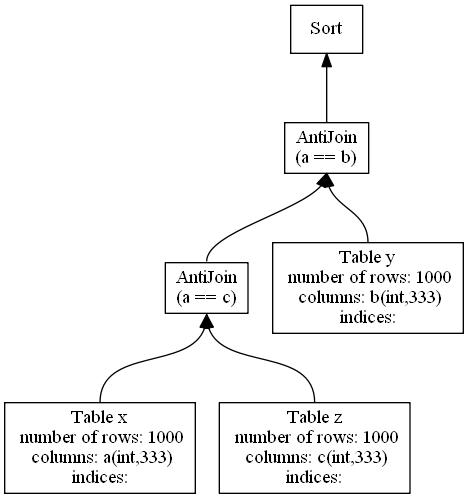 Sort
AntiJoin
(a == b)
AntiJoin
(a == c)
Table y
number of rows: 1000
columns: b(int,333)
indices:
Table x
number of rows: 1000
columns: a(int,333)
indices:
Table z
number of rows: 1000
columns: c(int,333)
indices: